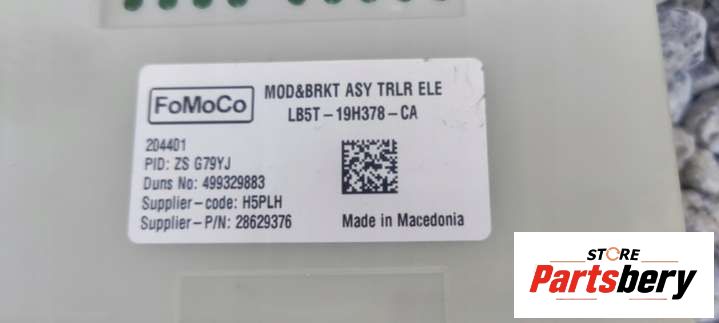 FoMoCo
MOD&BRKT ASY TRLR ELE
LB5T-19H378-CA
204401
PID: ZS G79YJ
Duns No: 499329883
Supplier-code: H5PLH
Supplier-P/N: 28629376
Made in Macedonia
STORE
Partsbery